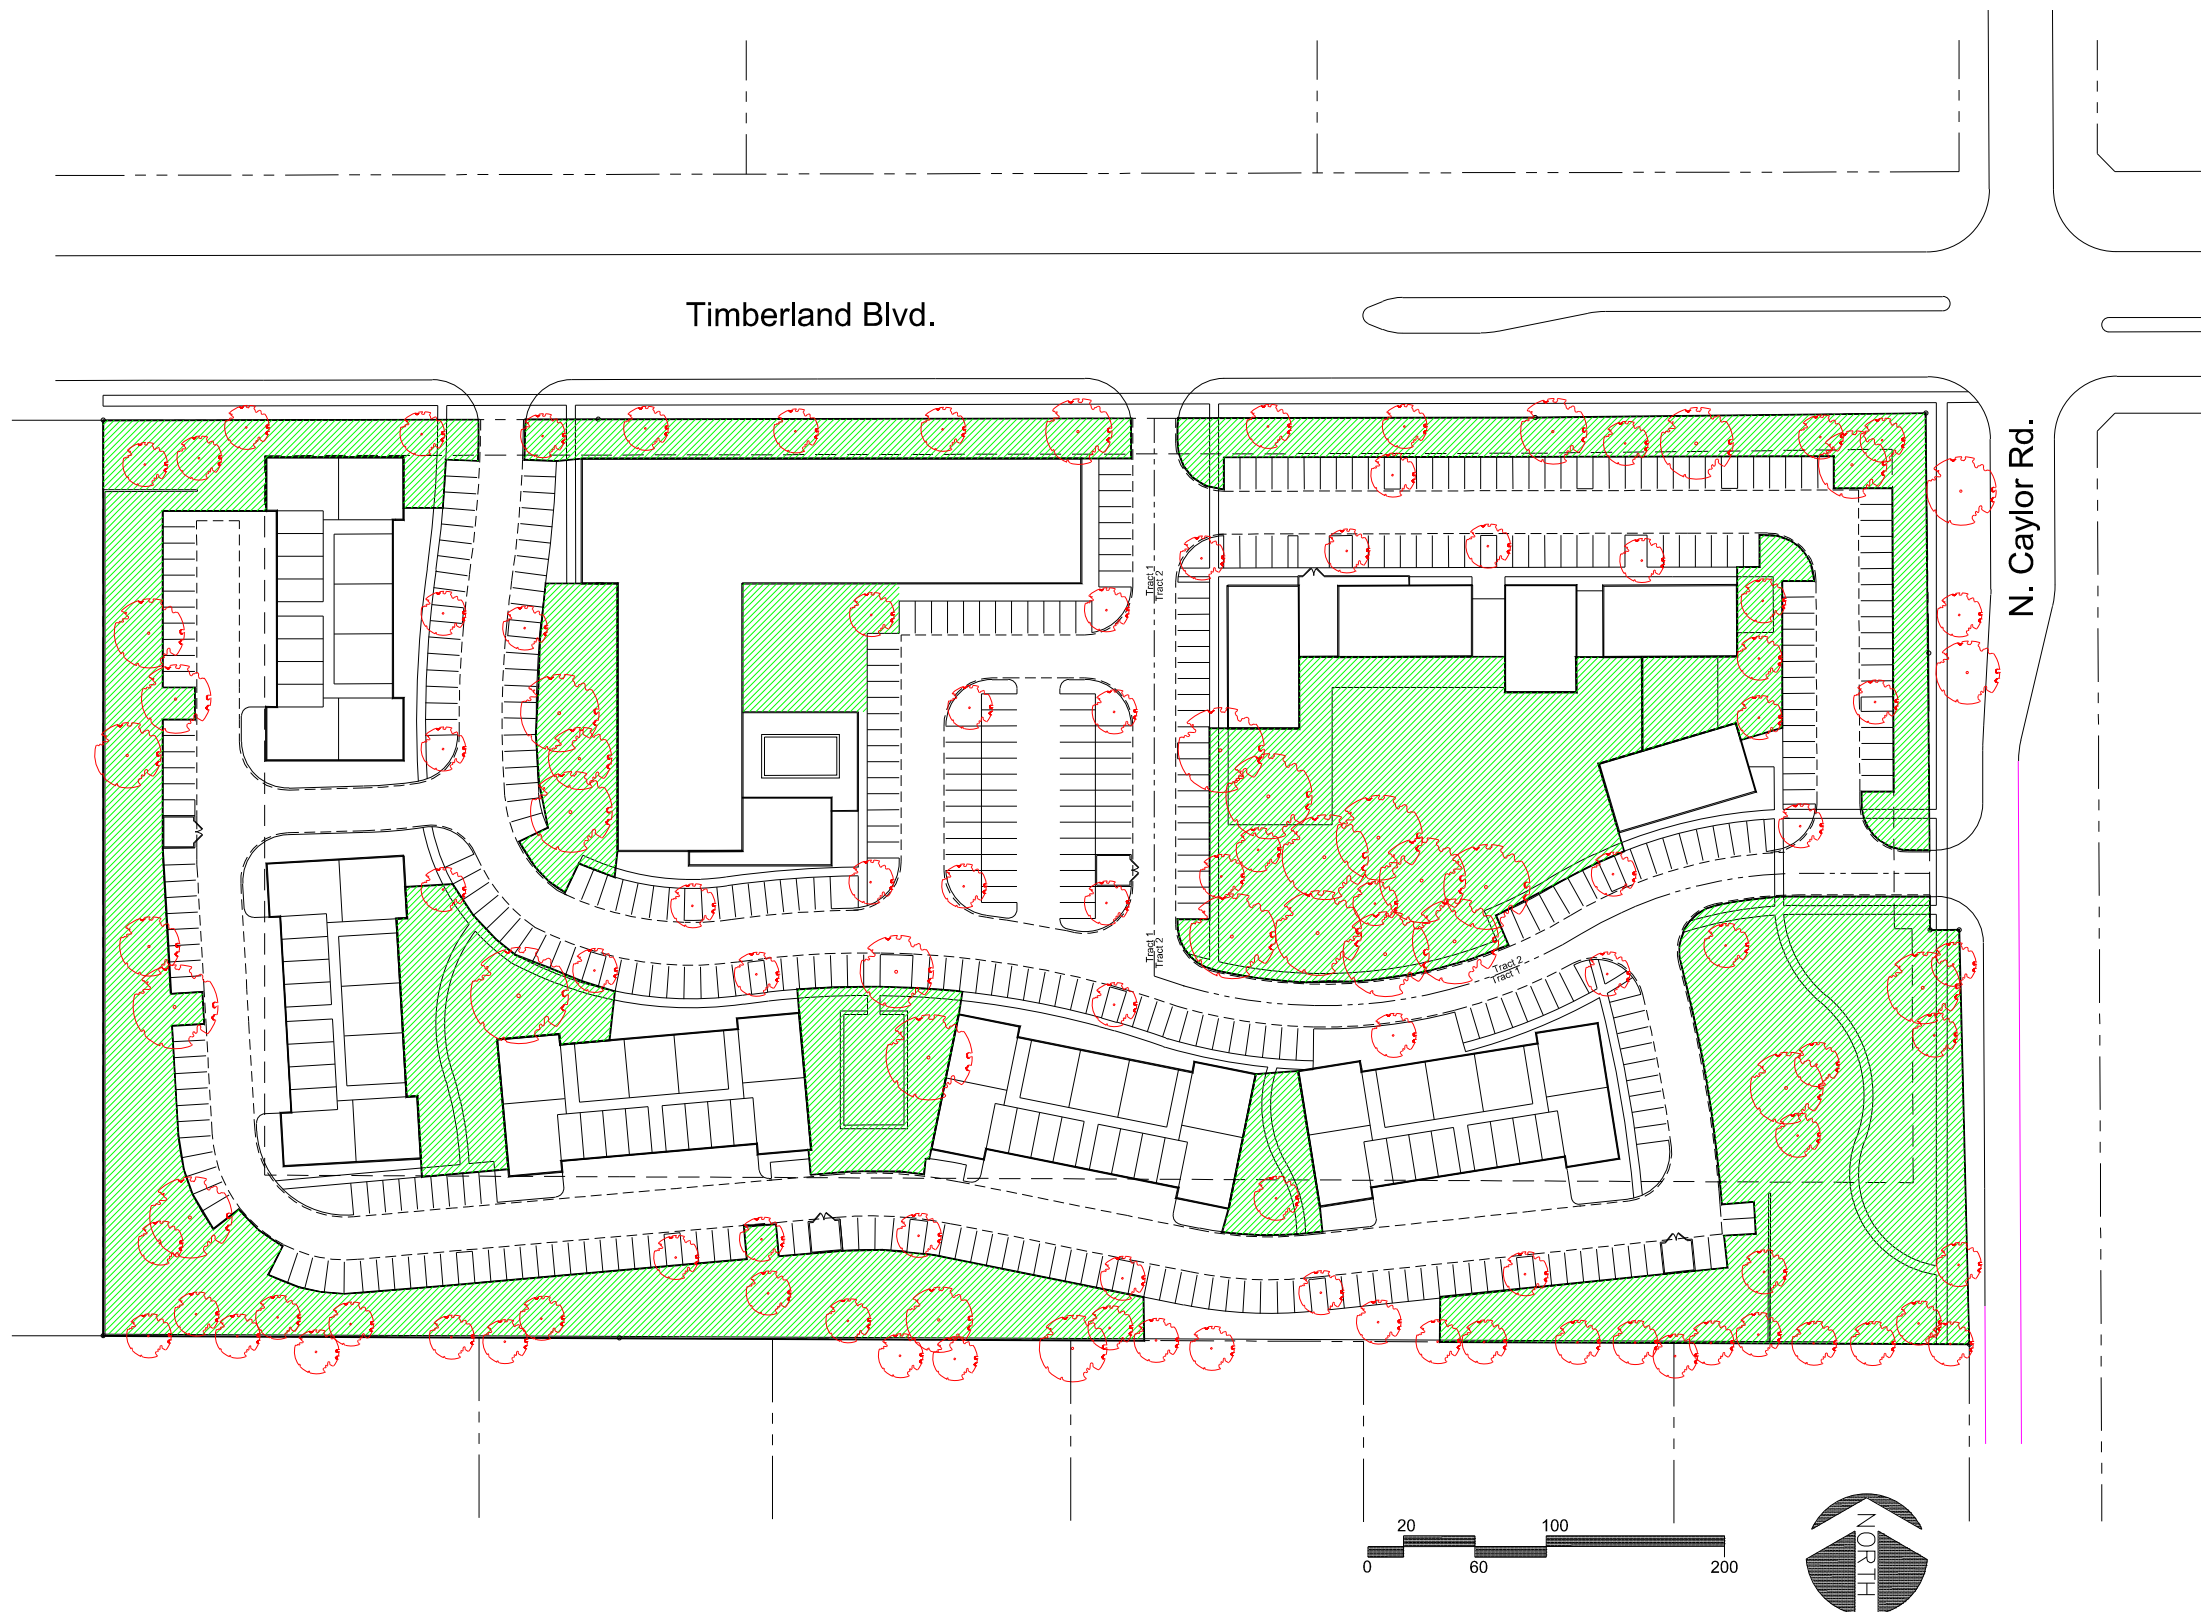 Timberland Blvd.
N. Caylor Rd.
Tract 1
Tract 2
Tract 1
Tract 2
Tract 2
Tract 1
20
100
0
60
200
NORTH